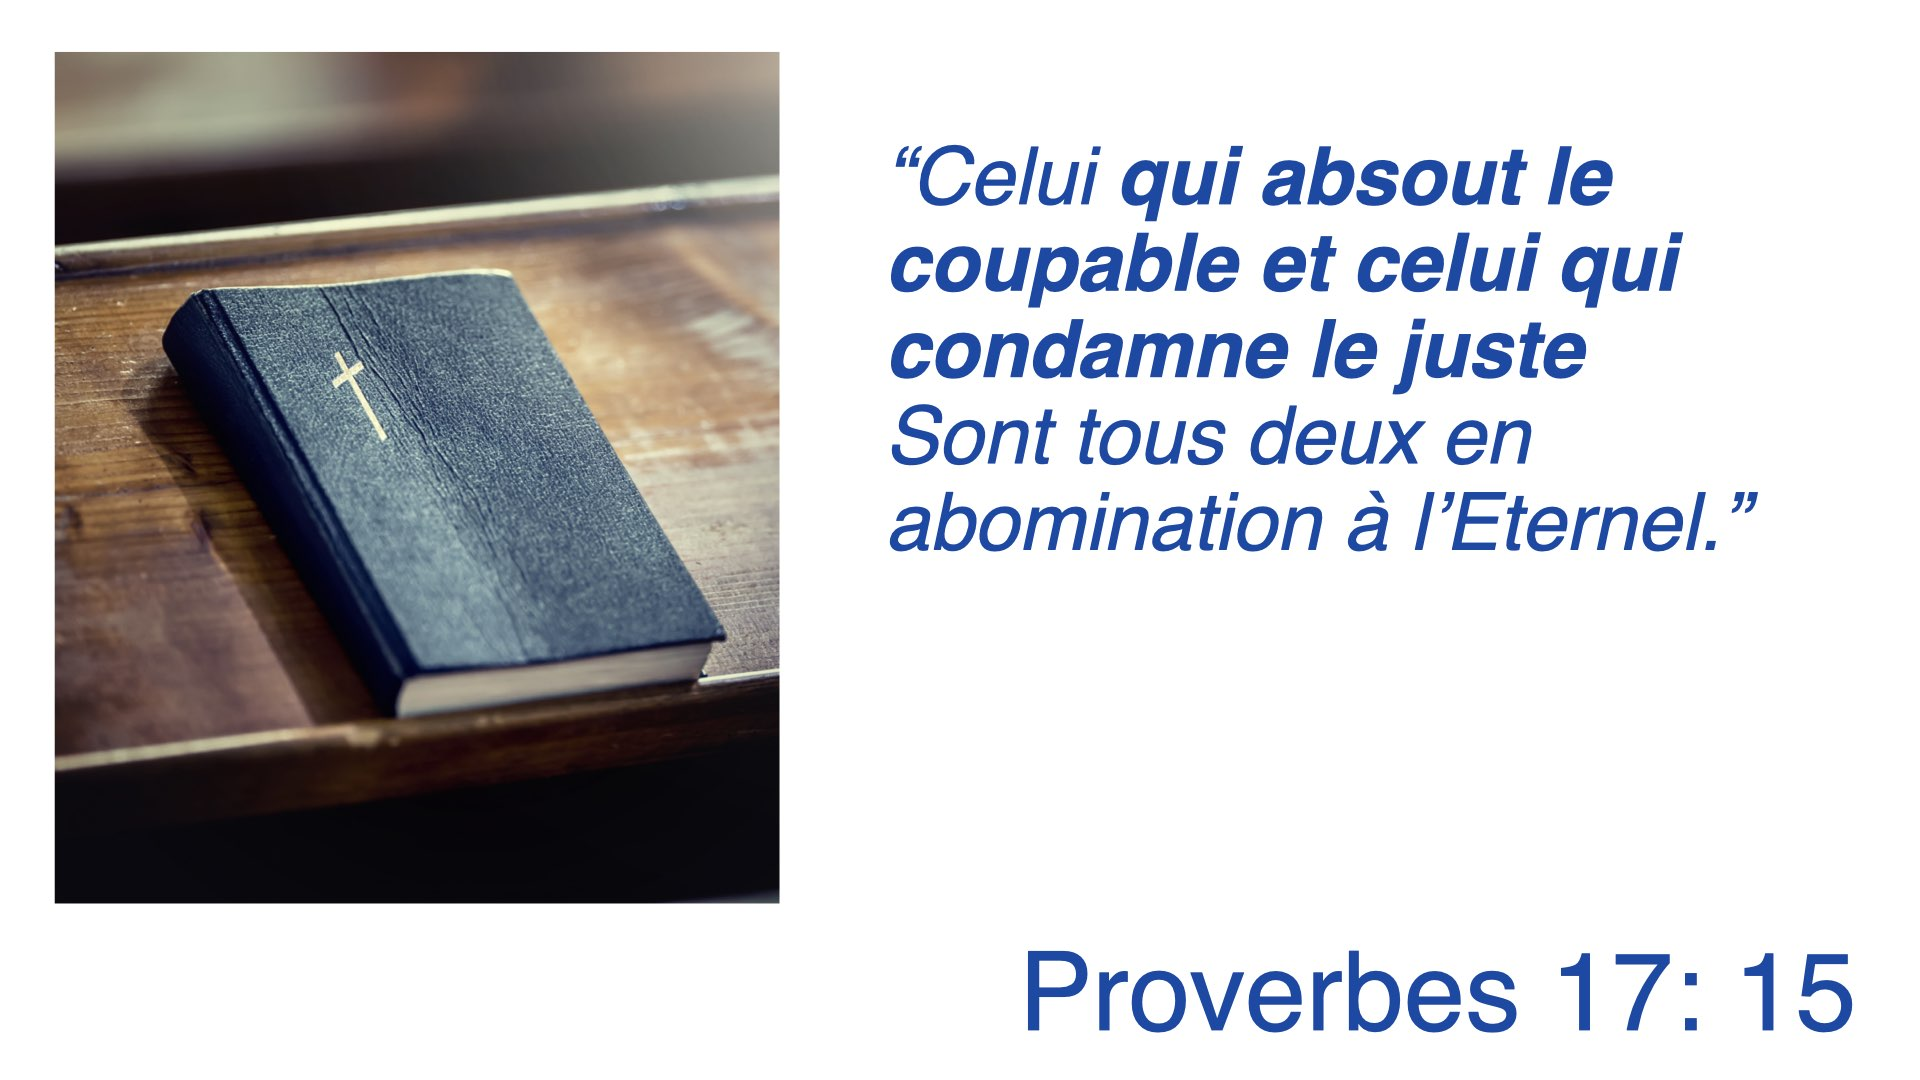 “Celui qui absout le
coupable et celui qui
condamne le juste
Sont tous deux en
abomination à l’Eternel.”
Proverbes 17: 15